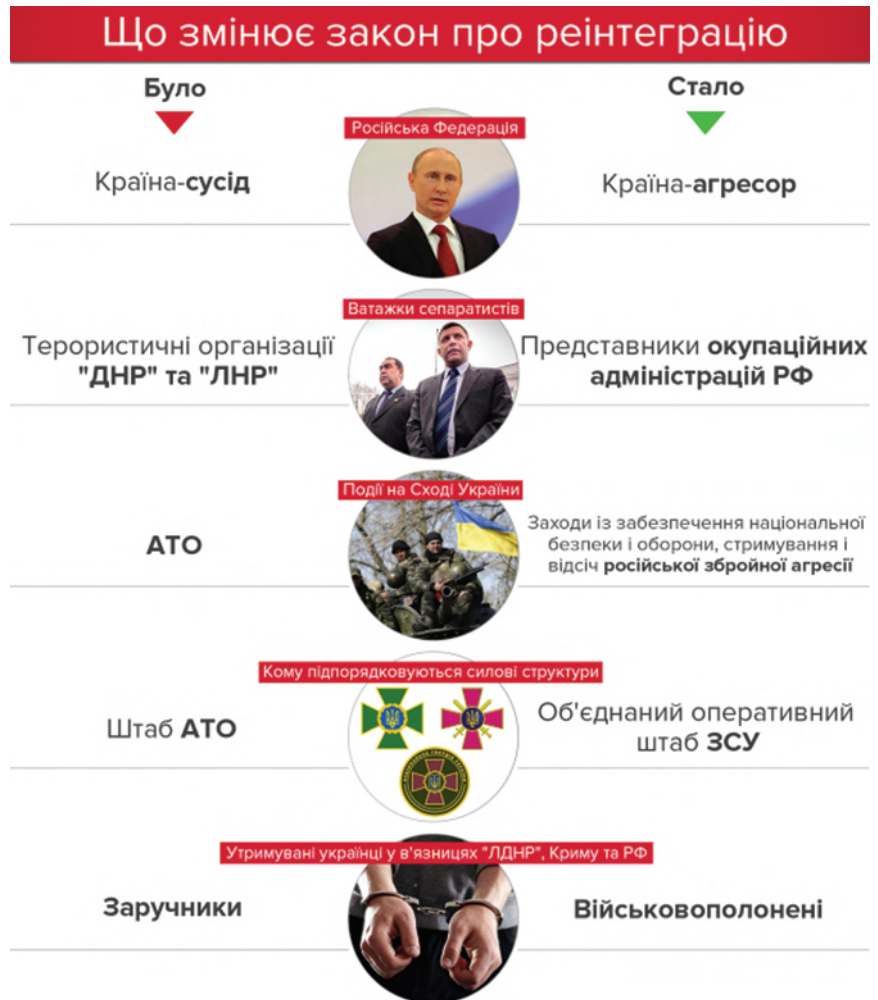 Що змінює закон про реінтеграцію
Було
Стало
Російська Федерація
Країна-сусід
Країна-агресор
Ватажки сепаратистів
Терористичні організації
"ДНР" та "ЛНР"
Представники окупаційних
адміністрацій РФ
Події на Сході України
АТО
Заходи із забезпечення національної
безпеки і оборони, стримування і
відсіч російської збройної агресії
Кому підпорядковуються силові структури
Штаб АТО
Об'єднаний оперативний
штаб ЗСУ
Утримувані українці у в'язницях "ЛДНР", Криму та РФ
Заручники
Військовополонені